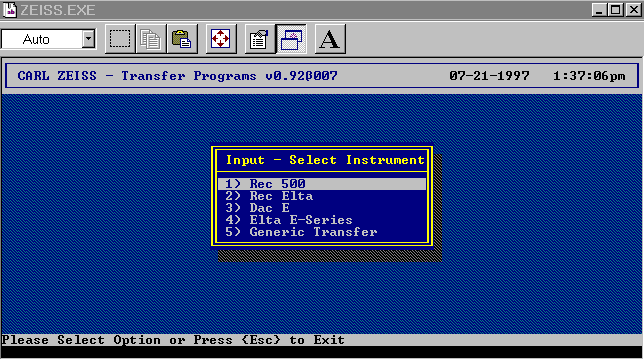 ZEISS.EXE
Auto
A
CARL ZEISS - Transfer Programs v0.92β007 07-21-1997 1:37:06pm
Input - Select Instrument
1) Rec 500
2) Rec Elta
3) Dac E
4) Elta E-Series
5) Generic Transfer
Please Select Option or Press <Esc> to Exit